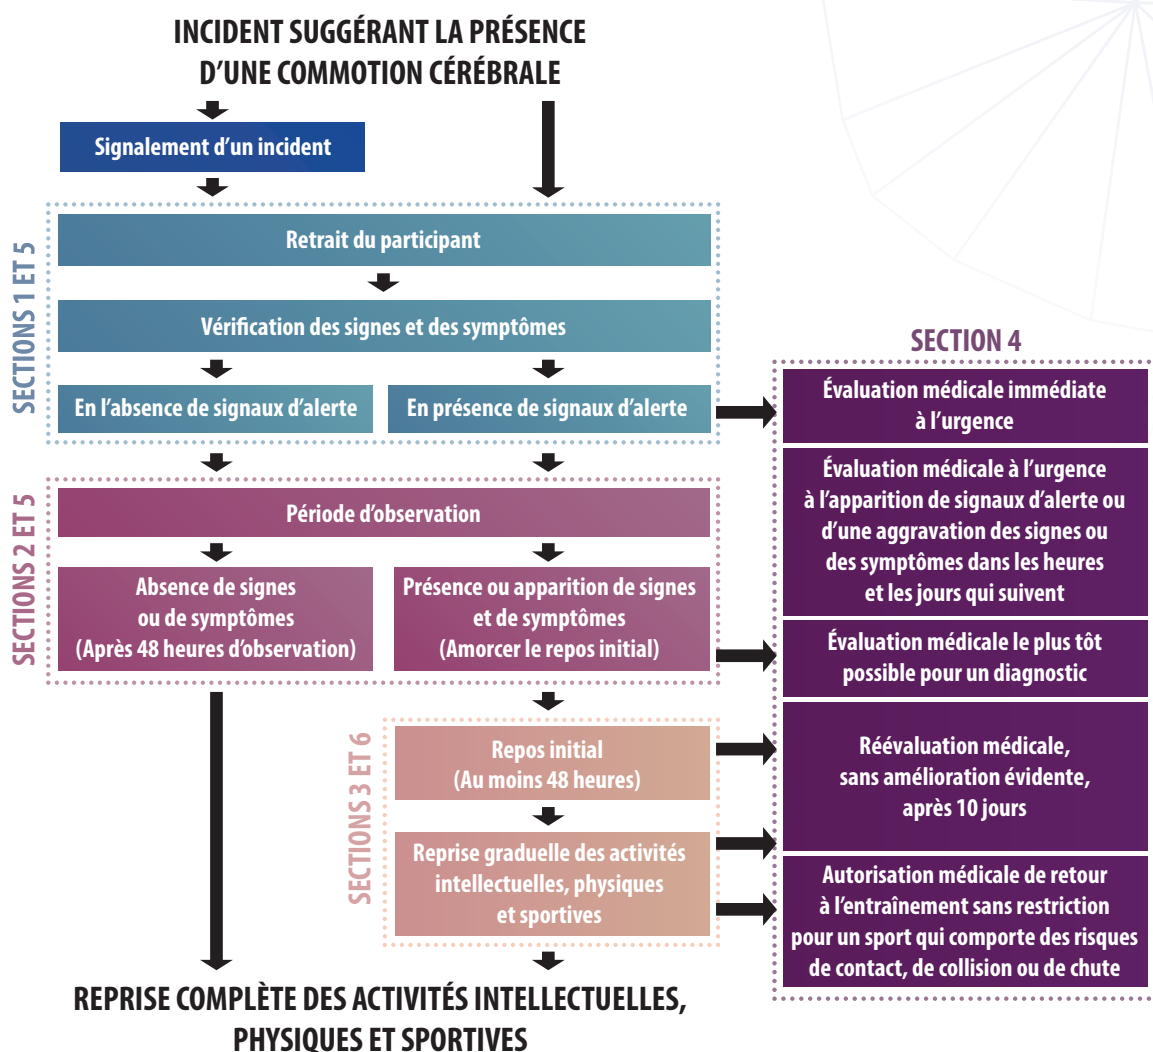 INCIDENT SUGGÉRANT LA PRÉSENCE
D’UNE COMMOTION CÉRÉBRALE
Signalement d’un incident
SECTIONS 1 ET 5
Retrait du participant
Vérification des signes et des symptômes
En l’absence de signaux d’alerte
En présence de signaux d’alerte
SECTIONS 2 ET 5
Période d’observation
Absence de signes
ou de symptômes
(Après 48 heures d’observation)
Présence ou apparition de signes
et de symptômes
(Amorcer le repos initial)
SECTIONS 3 ET 6
Repos initial
(Au moins 48 heures)
Reprise graduelle des activités
intellectuelles, physiques
et sportives
SECTION 4
Évaluation médicale immédiate
à l’urgence
Évaluation médicale à l’urgence
à l’apparition de signaux d’alerte ou
d’une aggravation des signes ou
des symptômes dans les heures
et les jours qui suivent
Évaluation médicale le plus tôt
possible pour un diagnostic
Réévaluation médicale,
sans amélioration évidente,
après 10 jours
Autorisation médicale de retour
à l’entraînement sans restriction
pour un sport qui comporte des risques
de contact, de collision ou de chute
REPRISE COMPLÈTE DES ACTIVITÉS INTELLECTUELLES,
PHYSIQUES ET SPORTIVES